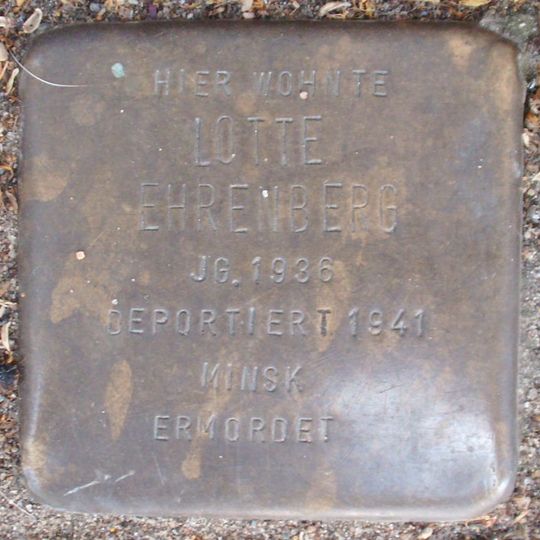 HIER WOHNTE
LOTTE
EHRENBERG
JG. 1936
DEPORTIERT 1941
MINSK
ERMORDET